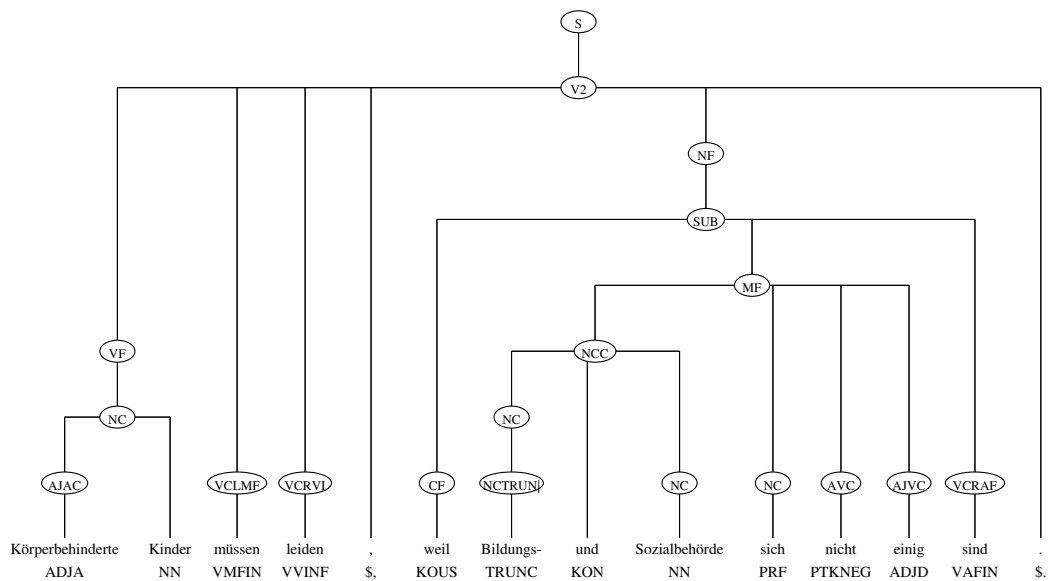 S
V2
NF
SUB
MF
VF NCC
NC NC
AJAC VCLMF VCRVI CF NCTRUN NC NC AVC AJVC VCRAF
Körperbehinderte Kinder müssen leiden , weil Bildungs- und Sozialbehörde sich nicht einig sind .
ADJA NN VMFIN VVINF $, KOUS TRUNC KON NN PRF PTKNEG ADJD VAFIN $.